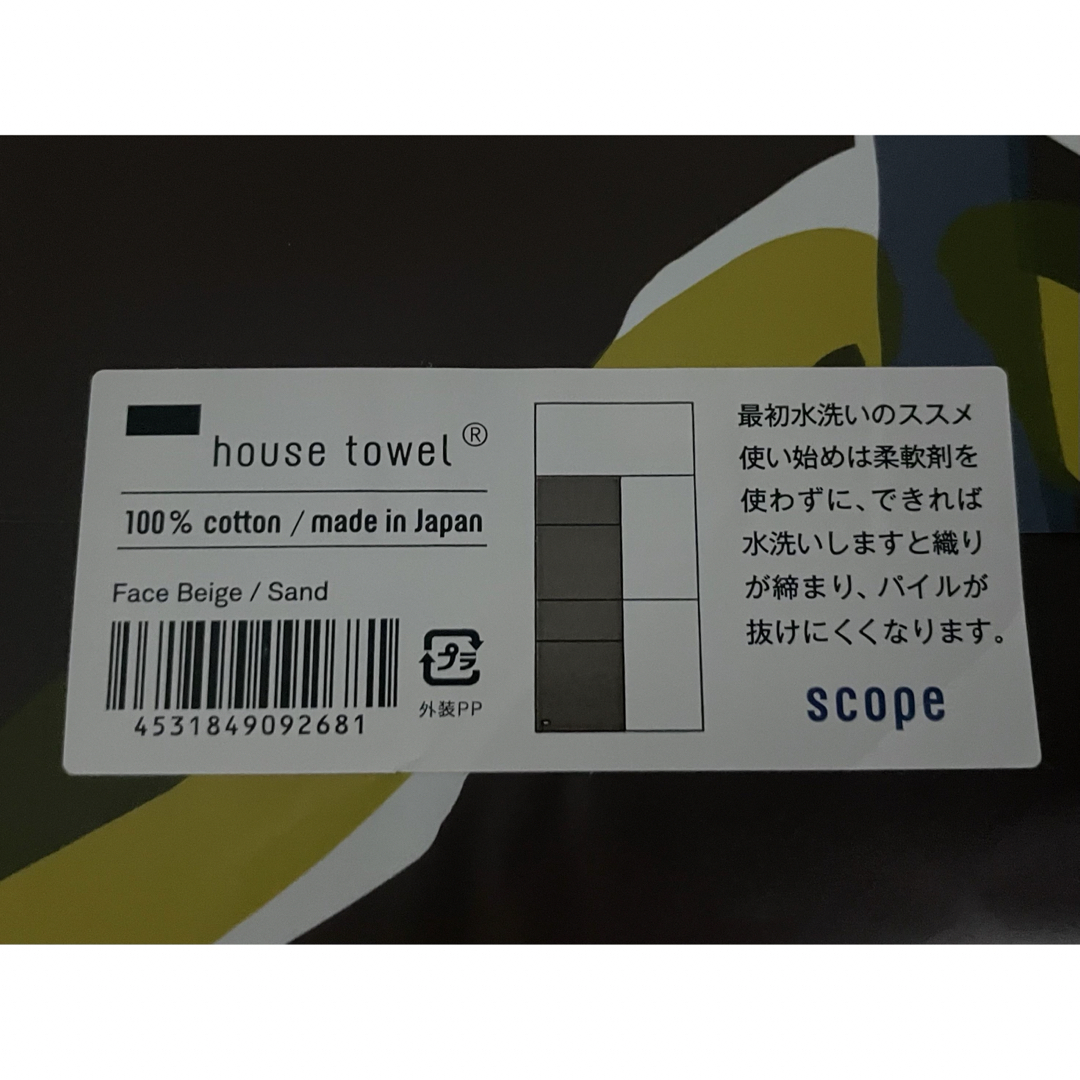 house towel®
100% cotton / made in Japan
Face Beige / Sand
4531849092681
プラ
外装PP
最初水洗いのススメ
使い始めは柔軟剤を
使わずに、できれば
水洗いしますと織り
が締まり、パイルが
抜けにくくなります。
scope